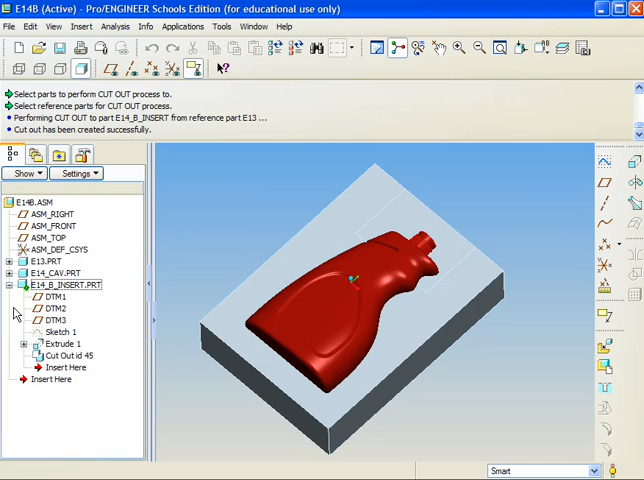 E14B (Active) - Pro/ENGINEER Schools Edition (for educational use only)
File Edit View Insert Analysis Info Applications Tools Window Help
Select parts to perform CUT OUT process to.
Select reference parts for CUT OUT process.
Performing CUT OUT to part E14_B_INSERT from reference part E13 ...
Cut out has been created successfully.
Show Settings
E14B.ASM
ASM_RIGHT
ASM_FRONT
ASM_TOP
ASM_DEF_CSYS
E13.PRT
E14_CAV.PRT
E14_B_INSERT.PRT
DTM1
DTM2
DTM3
Sketch 1
Extrude 1
Cut Out id 45
Insert Here
Insert Here
Smart